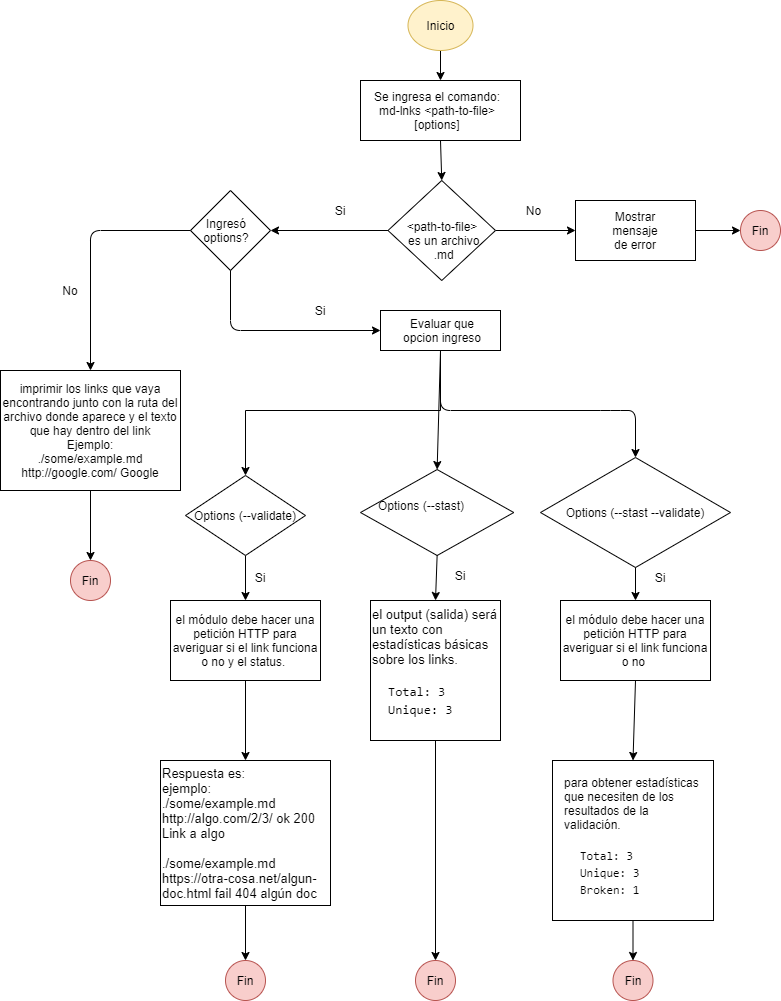 Inicio
Se ingresa el comando:
md-lnks <path-to-file>
[options]
Si
No
Ingresó
options?
<path-to-file>
es un archivo
.md
Mostrar
mensaje
de error
Fin
No
Si
Evaluar que
opcion ingreso
imprimir los links que vaya
encontrando junto con la ruta del
archivo donde aparece y el texto
que hay dentro del link
Ejemplo:
./some/example.md
http://google.com/ Google
Fin
Options (--validate)
Options (--stast)
Options (--stast --validate)
Si
Si
Si
el módulo debe hacer una
petición HTTP para
averiguar si el link funciona
o no y el status.
el output (salida) será
un texto con
estadísticas básicas
sobre los links.
Total: 3
Unique: 3
el módulo debe hacer una
petición HTTP para
averiguar si el link funciona
o no
Respuesta es:
ejemplo:
./some/example.md
http://algo.com/2/3/ ok 200
Link a algo
./some/example.md
https://otra-cosa.net/algun-
doc.html fail 404 algún doc
para obtener estadísticas
que necesiten de los
resultados de la
validación.
Total: 3
Unique: 3
Broken: 1
Fin
Fin
Fin